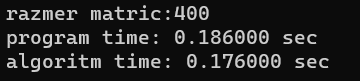 razmer matric:400
program time: 0.186000 sec
algoritm time: 0.176000 sec